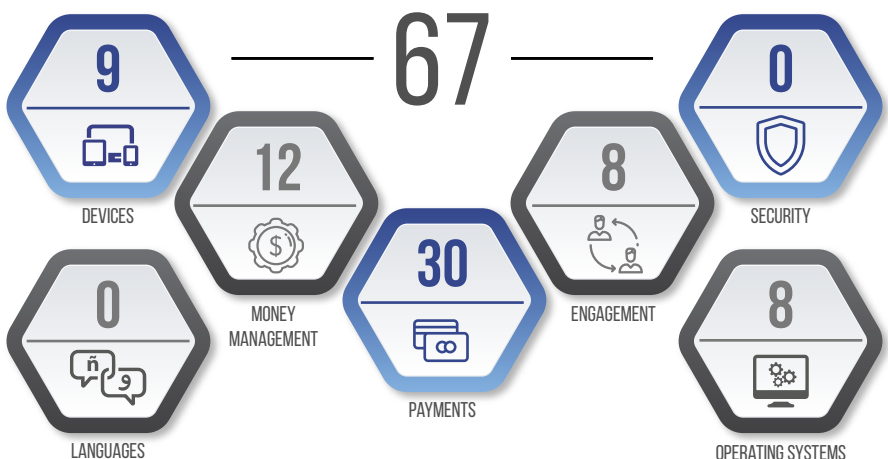 67
9
DEVICES
12
MONEY
MANAGEMENT
30
PAYMENTS
8
ENGAGEMENT
0
SECURITY
0
ñ
و
LANGUAGES
8
OPERATING SYSTEMS
$